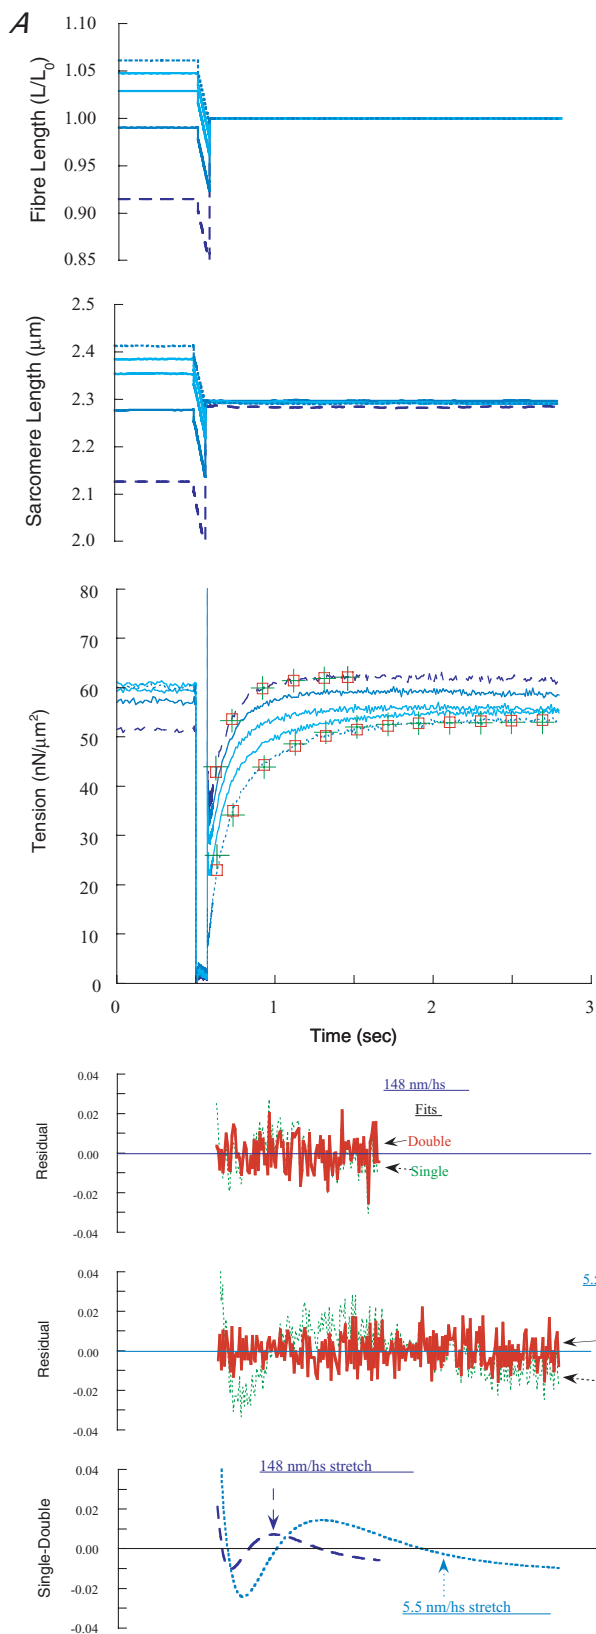 A
Fibre Length (L/L0)
1.10
1.05
1.00
0.95
0.90
0.85
Sarcomere Length (μm)
2.5
2.4
2.3
2.2
2.1
2.0
Tension (nN/μm²)
80
70
60
50
40
30
20
10
0
0
1
2
3
Time (sec)
Residual
0.04
0.02
0.00
-0.02
-0.04
148 nm/hs
Fits
Double
Single
Residual
0.04
0.02
0.00
-0.02
-0.04
5.5
Single-Double
0.04
0.02
0.00
-0.02
-0.04
148 nm/hs stretch
5.5 nm/hs stretch